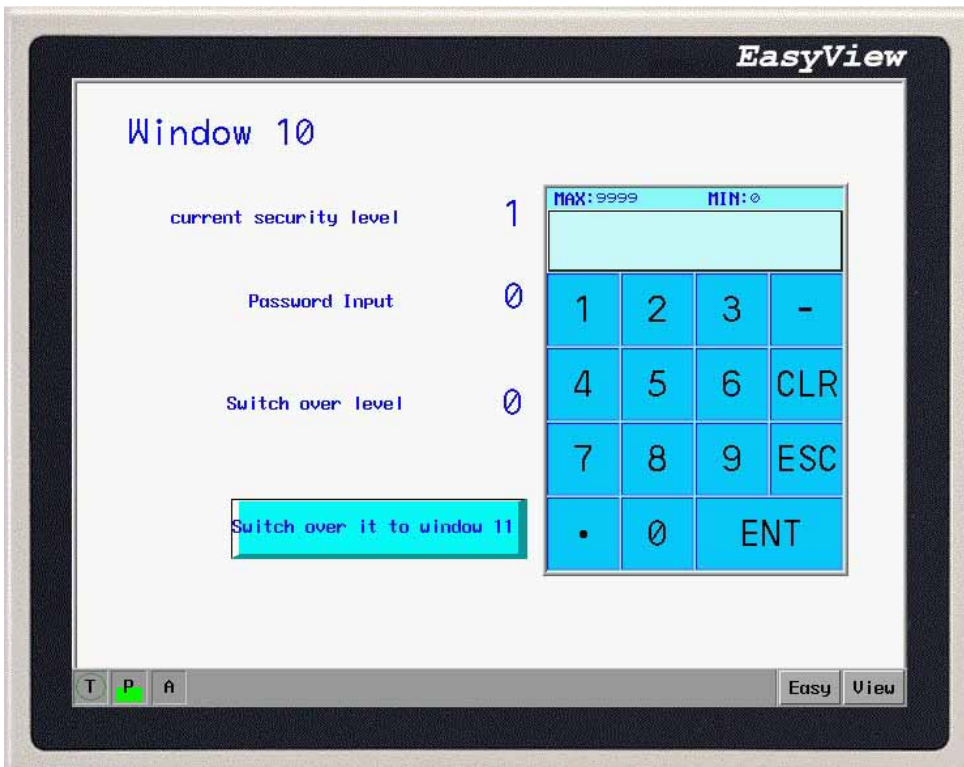 EasyView
Window 10
current security level 1
Password Input 0
Switch over level 0
Switch over it to window 11
MAX:9999 MIN:0
1 2 3 -
4 5 6 CLR
7 8 9 ESC
. 0 ENT
T P A Easy View